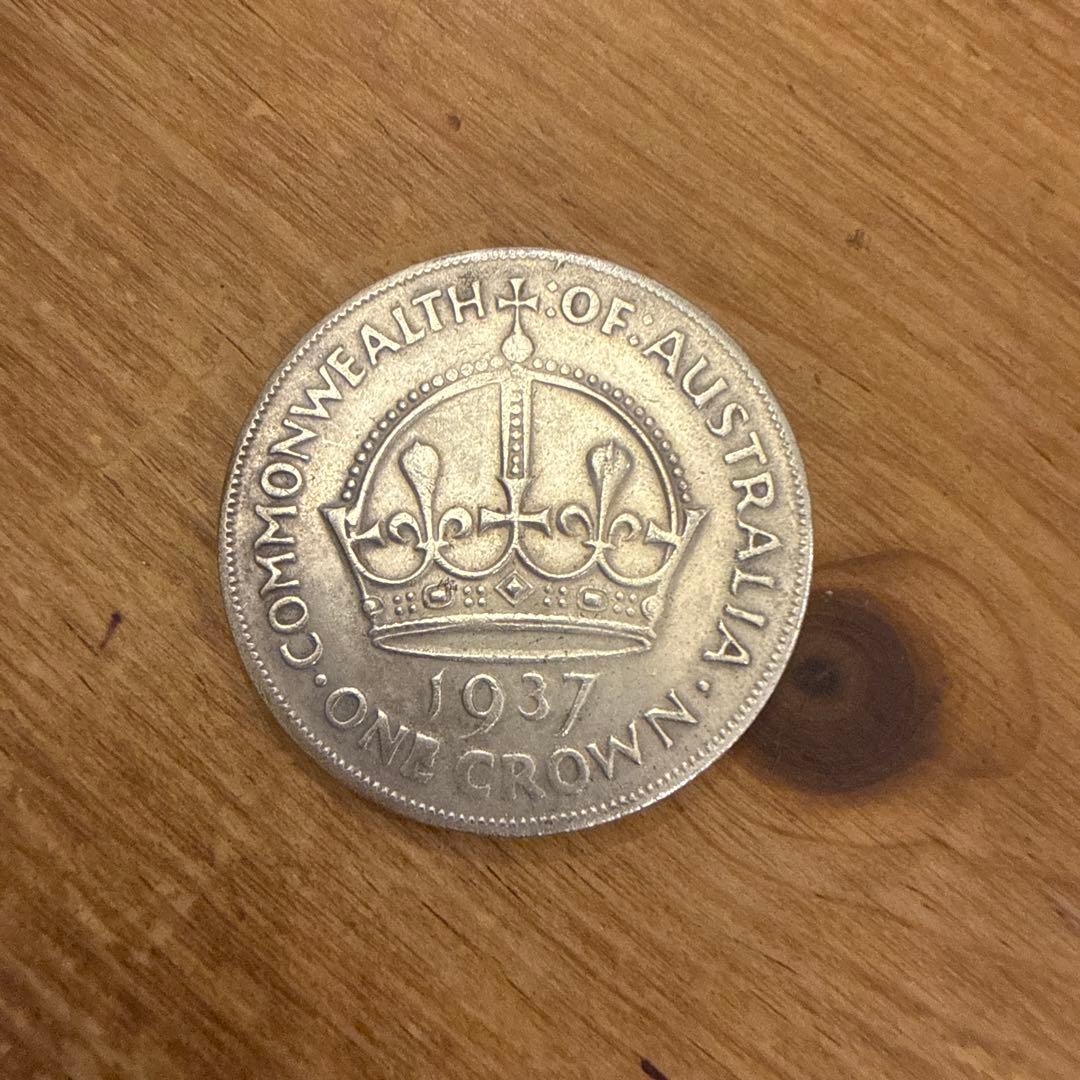 COMMONWEALTH : OF : AUSTRALIA
1937
· ONE CROWN ·